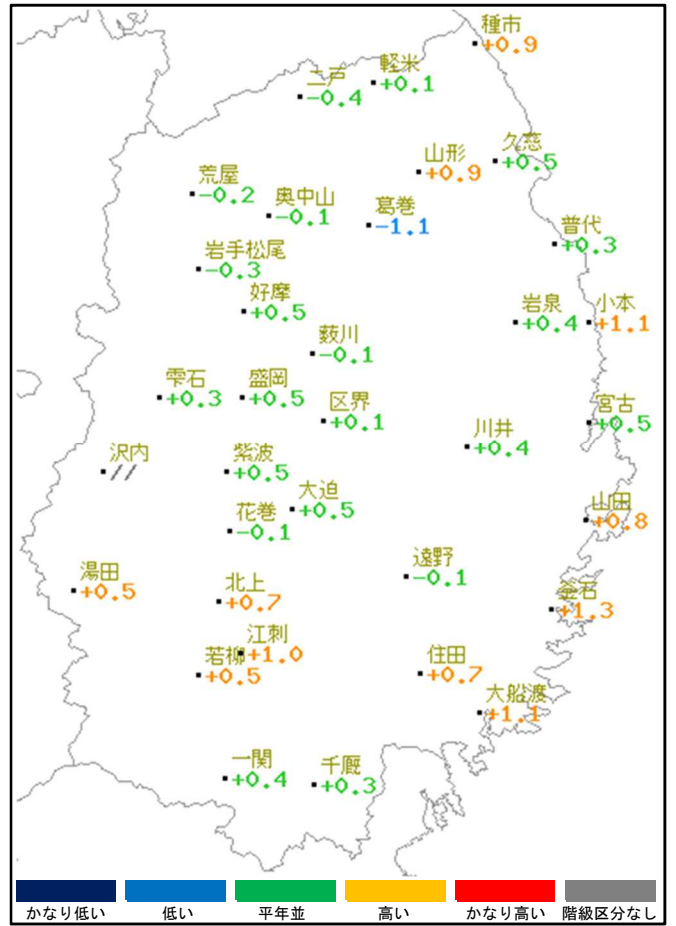 種市
+0.9
軽米
+0.1
二戸
-0.4
久慈
+0.5
山形
+0.9
荒屋
-0.2
奥中山
-0.1
葛巻
-1.1
普代
+0.3
岩手松尾
-0.3
好摩
+0.5
岩泉
+0.4
小本
+1.1
薮川
-0.1
雫石
+0.3
盛岡
+0.5
区界
+0.1
宮古
+0.5
川井
+0.4
沢内
//
紫波
+0.5
大迫
+0.5
花巻
-0.1
山田
+0.8
遠野
-0.1
湯田
+0.5
北上
+0.7
釜石
+1.3
江刺
+1.0
若柳
+0.5
住田
+0.7
大船渡
+1.1
一関
+0.4
千厩
+0.3
かなり低い 低い 平年並 高い かなり高い 階級区分なし